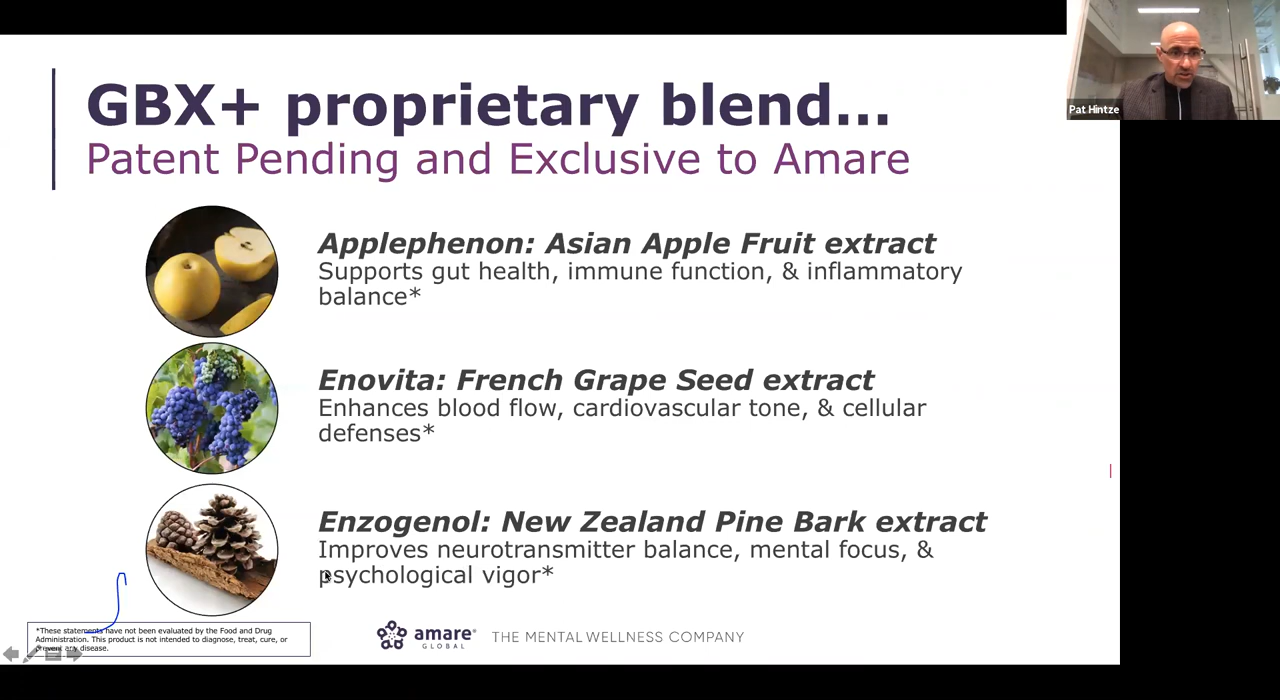 GBX+ proprietary blend...
Patent Pending and Exclusive to Amare
Pat Hintze
Applephenon: Asian Apple Fruit extract
Supports gut health, immune function, & inflammatory
balance*
Enovita: French Grape Seed extract
Enhances blood flow, cardiovascular tone, & cellular
defenses*
Enzogenol: New Zealand Pine Bark extract
Improves neurotransmitter balance, mental focus, &
psychological vigor*
*These statements have not been evaluated by the Food and Drug
Administration. This product is not intended to diagnose, treat, cure, or
prevent any disease.
amare®
GLOBAL
THE MENTAL WELLNESS COMPANY